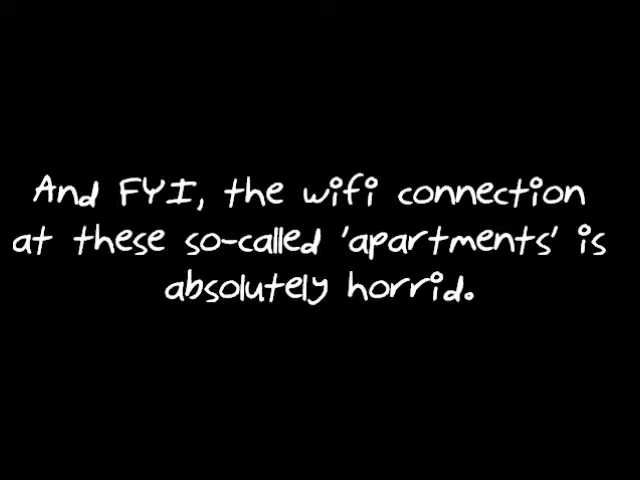 And FYI, the wifi connection
at these so-called 'apartments' is
absolutely horrid.